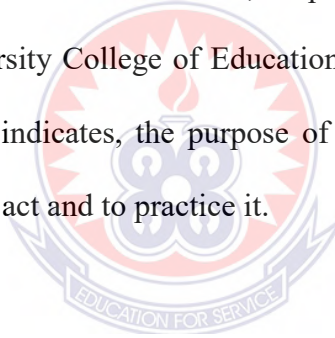 rsity College of Education
indicates, the purpose of
act and to practice it.
EDUCATION FOR SERVICE